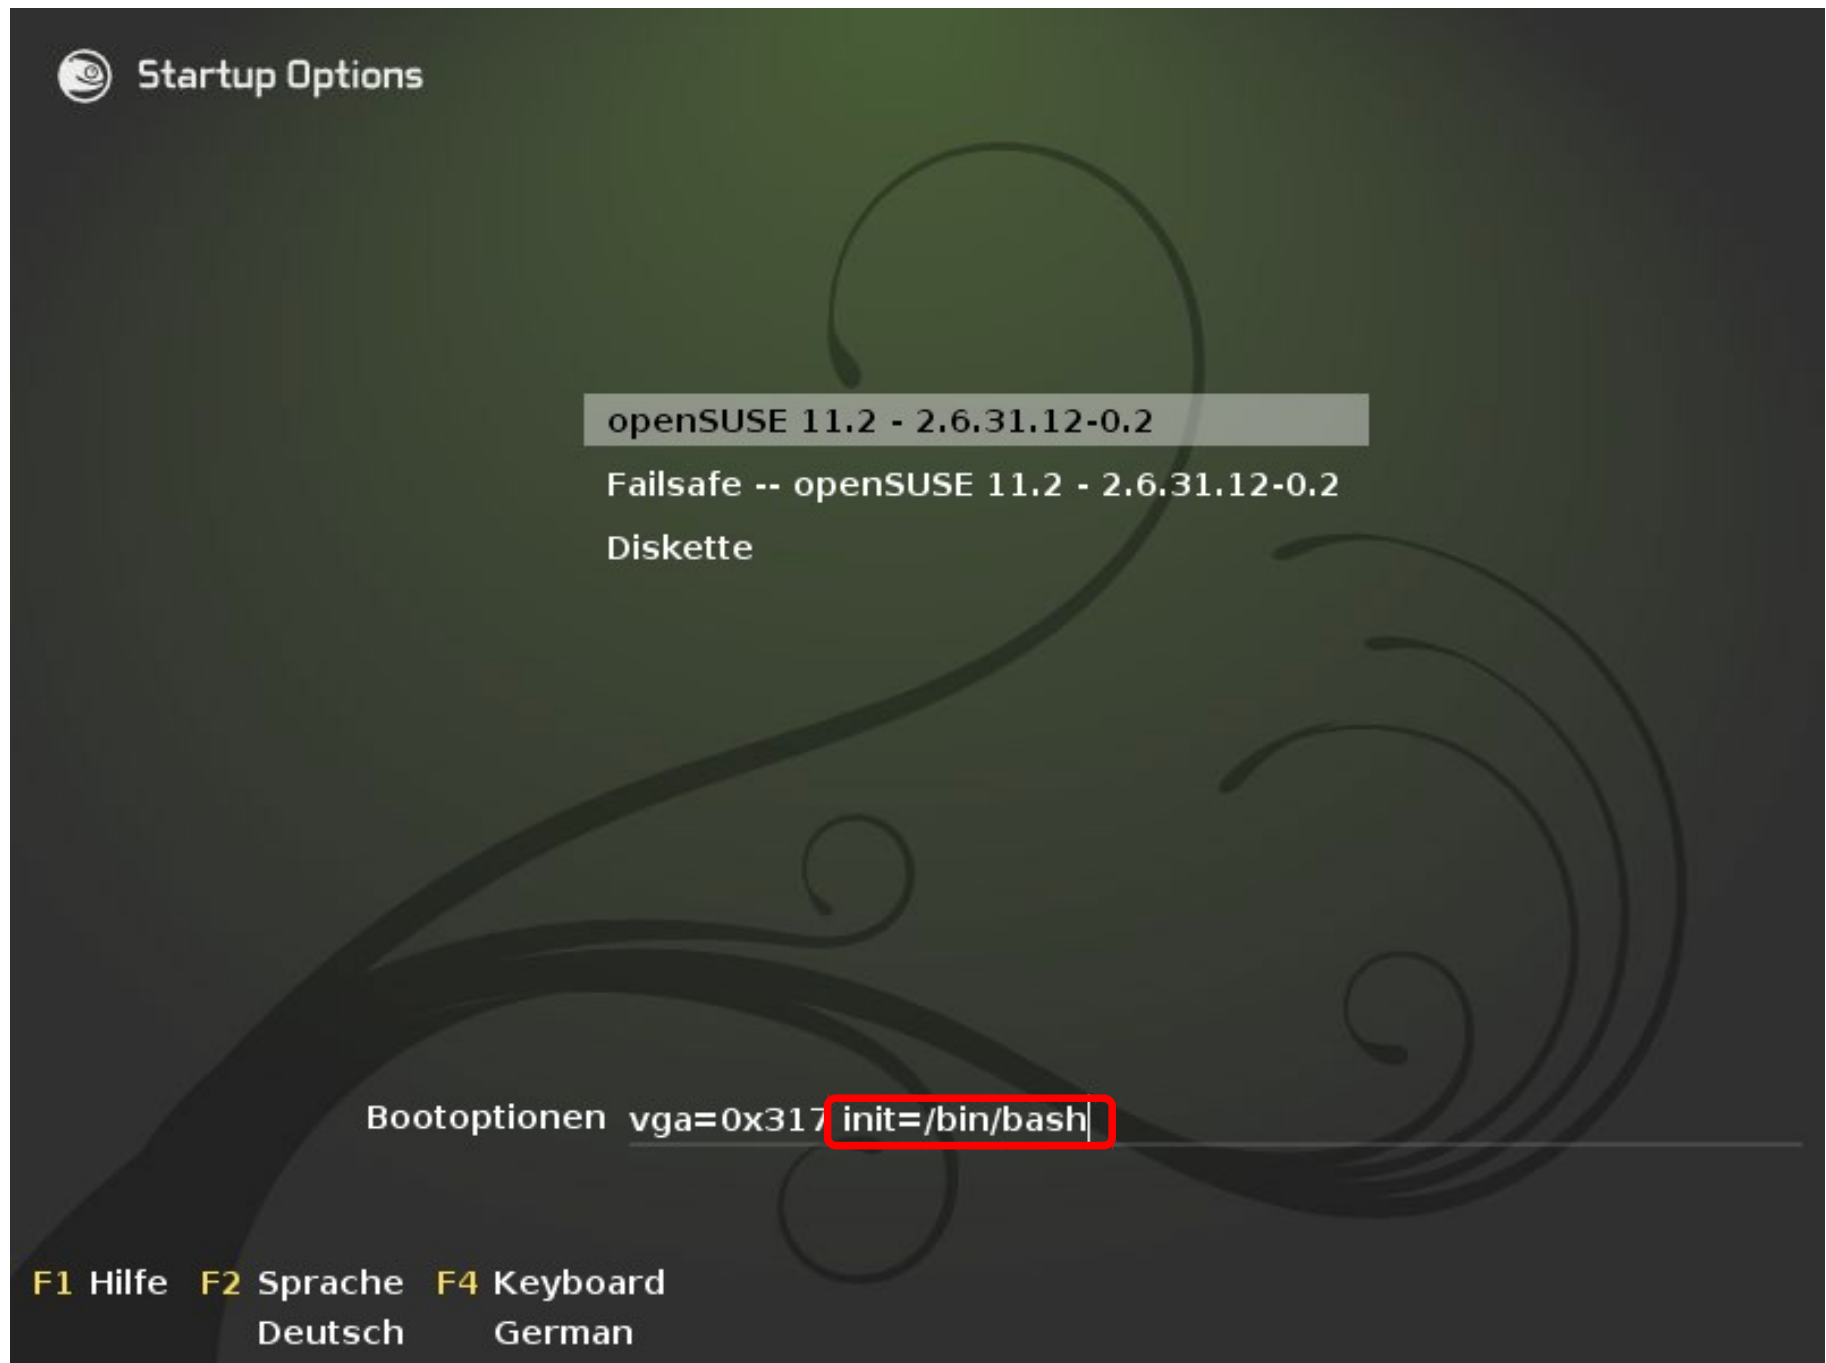 Startup Options
openSUSE 11.2 - 2.6.31.12-0.2
Failsafe -- openSUSE 11.2 - 2.6.31.12-0.2
Diskette
Bootoptionen vga=0x317 init=/bin/bash
F1 Hilfe F2 Sprache F4 Keyboard
Deutsch German